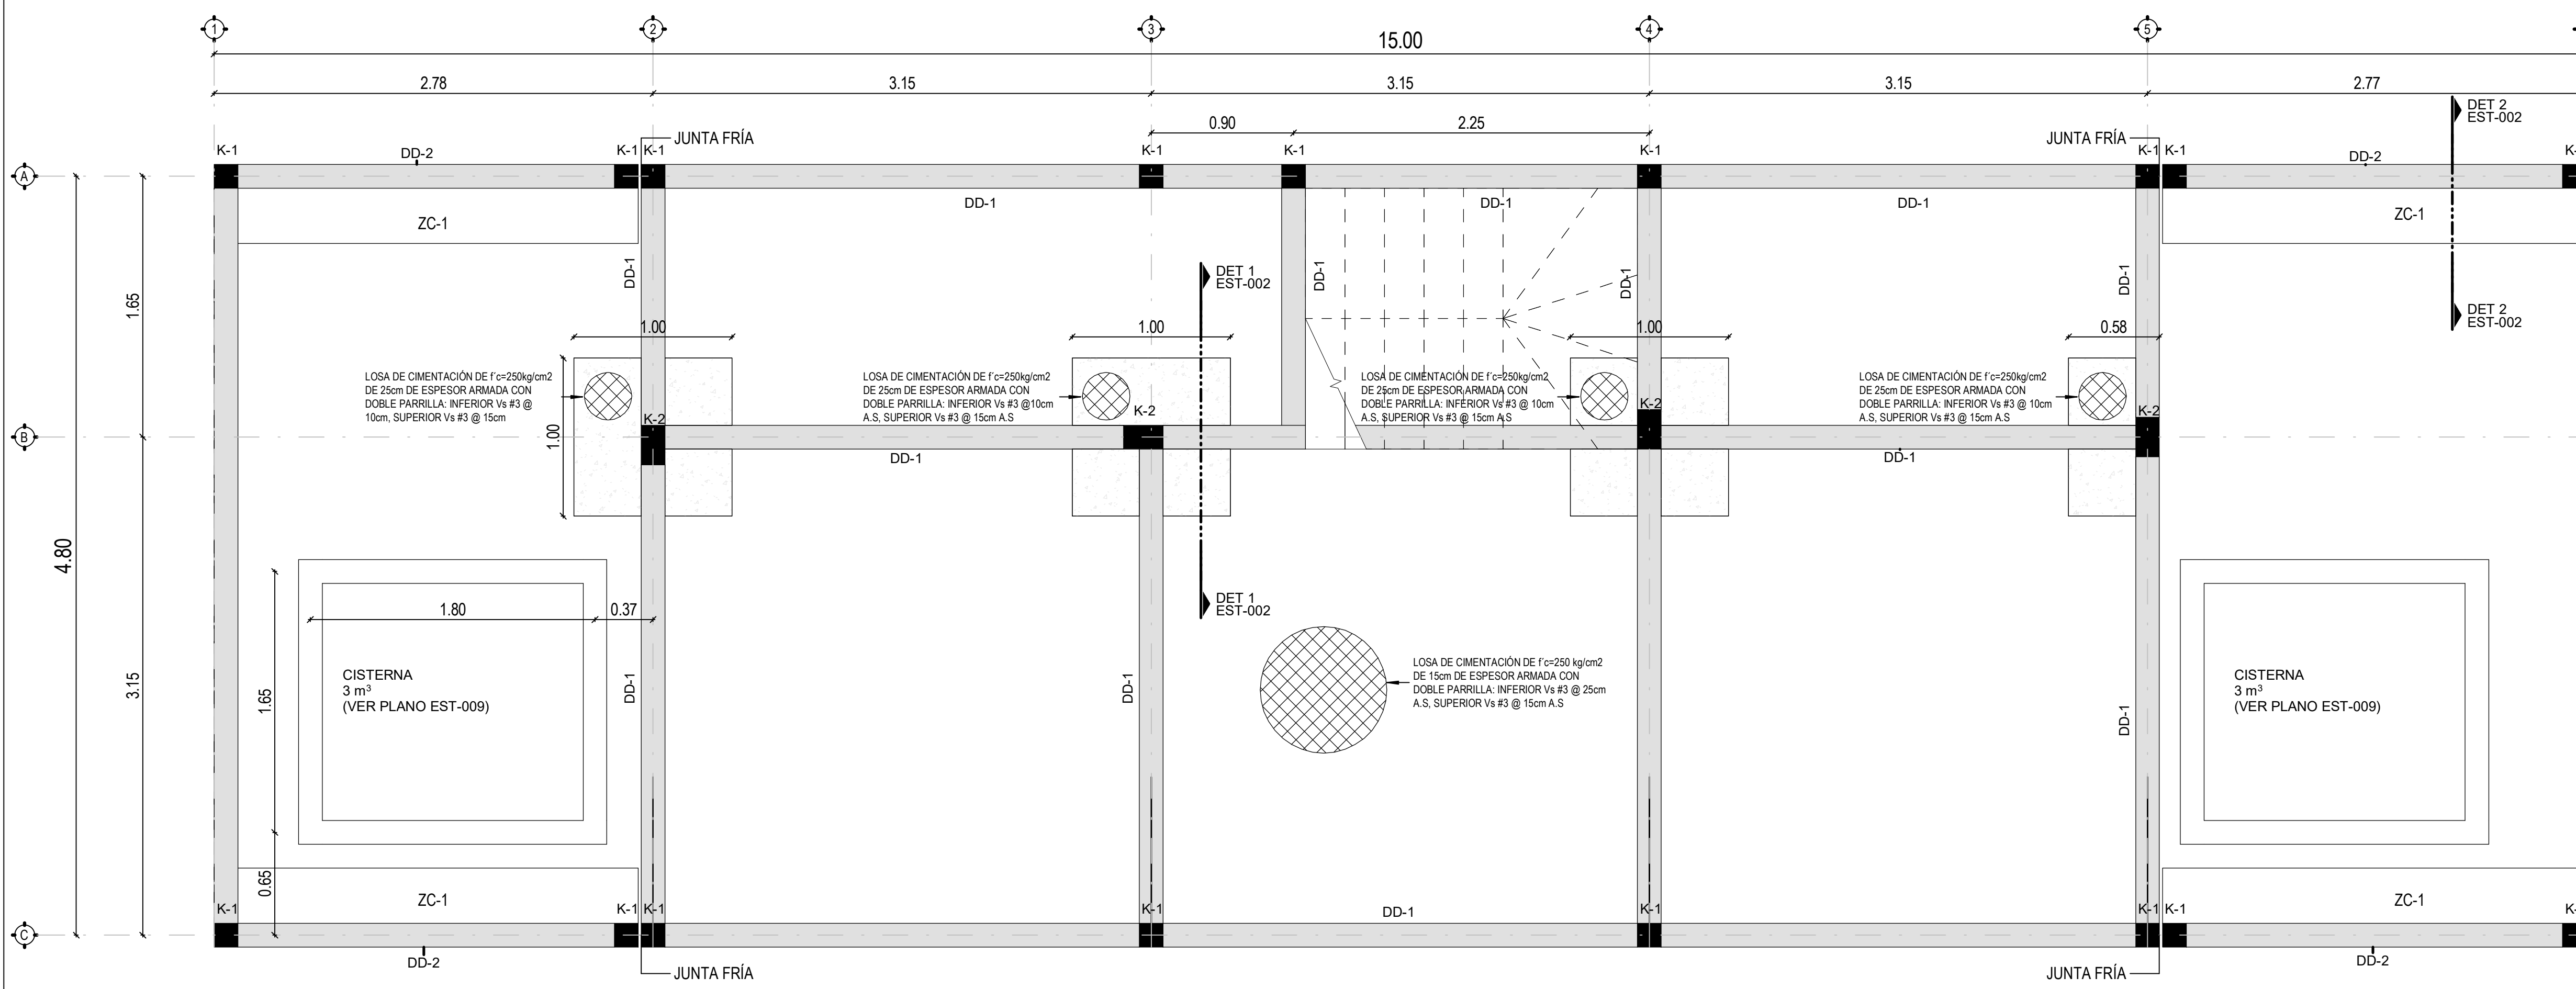 1
2
3
4
5
15.00
2.78
3.15
3.15
3.15
2.77
0.90
2.25
DET 2
EST-002
JUNTA FRÍA
JUNTA FRÍA
K-1
DD-2
K-1
K-1
K-1
K-1
K-1
K-1
K-1
DD-2
A
ZC-1
DD-1
DD-1
DD-1
ZC-1
1.65
DD-1
DET 1
EST-002
DD-1
DD-1
DD-1
DET 2
EST-002
1.00
1.00
1.00
0.58
LOSA DE CIMENTACIÓN DE f´c=250kg/cm2
DE 25cm DE ESPESOR ARMADA CON
DOBLE PARRILLA: INFERIOR Vs #3 @
10cm, SUPERIOR Vs #3 @ 15cm
LOSA DE CIMENTACIÓN DE f´c=250kg/cm2
DE 25cm DE ESPESOR ARMADA CON
DOBLE PARRILLA: INFERIOR Vs #3 @10cm
A.S, SUPERIOR Vs #3 @ 15cm A.S
LOSA DE CIMENTACIÓN DE f´c=250kg/cm2
DE 25cm DE ESPESOR ARMADA CON
DOBLE PARRILLA: INFERIOR Vs #3 @ 10cm
A.S, SUPERIOR Vs #3 @ 15cm A.S
LOSA DE CIMENTACIÓN DE f´c=250kg/cm2
DE 25cm DE ESPESOR ARMADA CON
DOBLE PARRILLA: INFERIOR Vs #3 @ 10cm
A.S, SUPERIOR Vs #3 @ 15cm A.S
K-2
K-2
K-2
K-2
1.00
B
DD-1
DD-1
4.80
1.80
0.37
DET 1
EST-002
3.15
1.65
CISTERNA
3 m³
(VER PLANO EST-009)
DD-1
DD-1
LOSA DE CIMENTACIÓN DE f´c=250 kg/cm2
DE 15cm DE ESPESOR ARMADA CON
DOBLE PARRILLA: INFERIOR Vs #3 @ 25cm
A.S, SUPERIOR Vs #3 @ 15cm A.S
DD-1
CISTERNA
3 m³
(VER PLANO EST-009)
0.65
ZC-1
ZC-1
K-1
K-1
K-1
K-1
DD-1
K-1
K-1
K-1
C
DD-2
DD-2
JUNTA FRÍA
JUNTA FRÍA